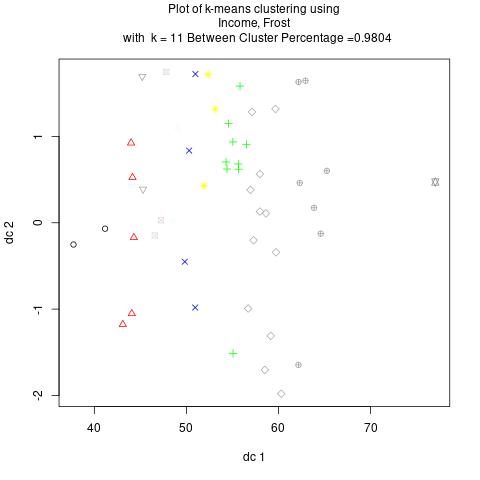 Plot of k-means clustering using
Income, Frost
with k = 11 Between Cluster Percentage =0.9804
dc 2
1
0
-1
-2
40 50 60 70
dc 1